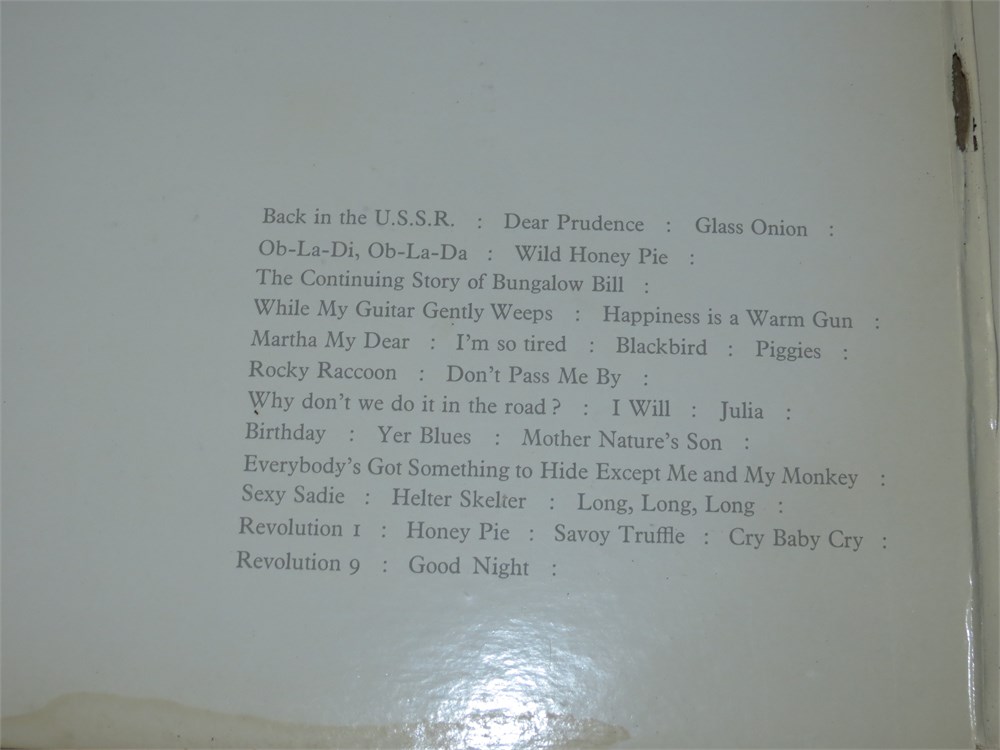 Back in the U.S.S.R. : Dear Prudence : Glass Onion :
Ob-La-Di, Ob-La-Da : Wild Honey Pie :
The Continuing Story of Bungalow Bill :
While My Guitar Gently Weeps : Happiness is a Warm Gun :
Martha My Dear : I'm so tired : Blackbird : Piggies :
Rocky Raccoon : Don't Pass Me By :
Why don't we do it in the road? : I Will : Julia :
Birthday : Yer Blues : Mother Nature's Son :
Everybody's Got Something to Hide Except Me and My Monkey :
Sexy Sadie : Helter Skelter : Long, Long, Long :
Revolution 1 : Honey Pie : Savoy Truffle : Cry Baby Cry :
Revolution 9 : Good Night :